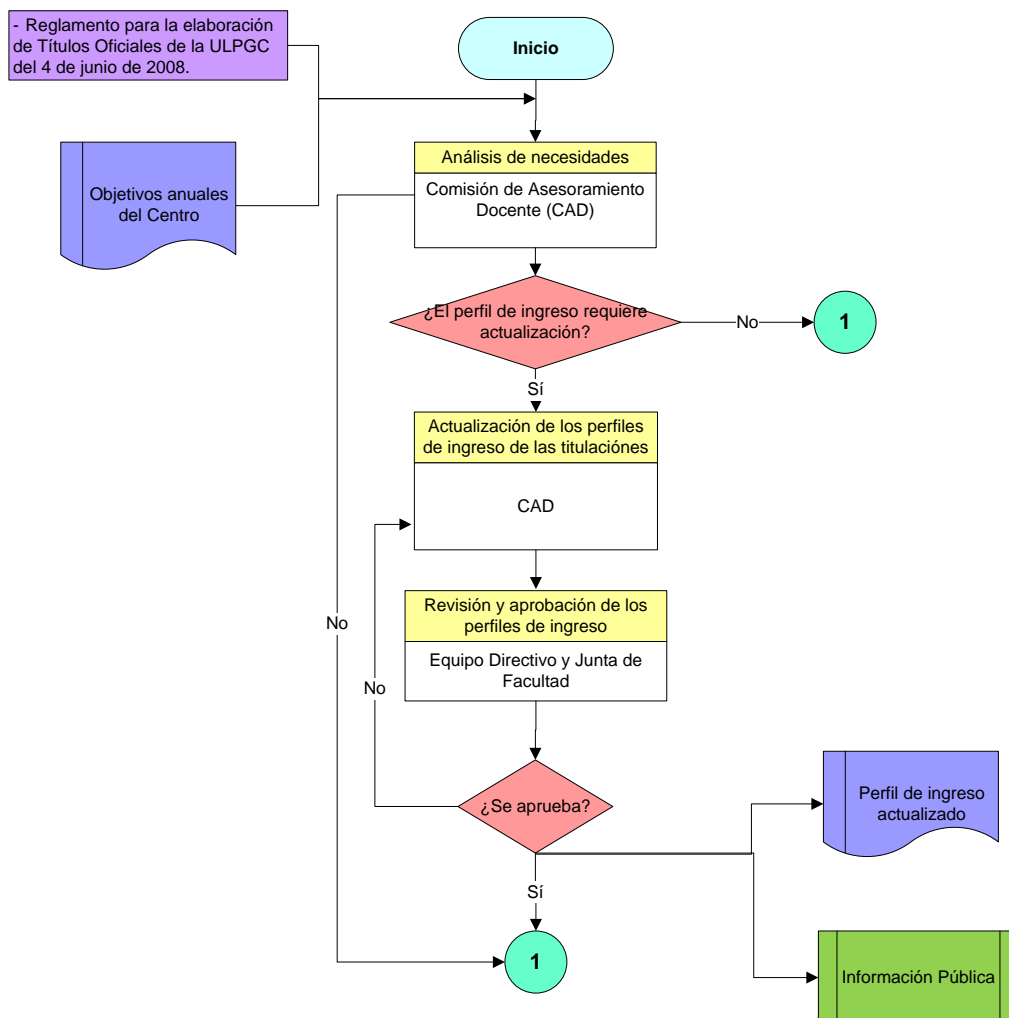 - Reglamento para la elaboración
de Títulos Oficiales de la ULPGC
del 4 de junio de 2008.
Inicio
Objetivos anuales
del Centro
Análisis de necesidades
Comisión de Asesoramiento
Docente (CAD)
¿El perfil de ingreso requiere
actualización?
No
1
Sí
Actualización de los perfiles
de ingreso de las titulaciónes
CAD
Revisión y aprobación de los
perfiles de ingreso
Equipo Directivo y Junta de
Facultad
No
No
¿Se aprueba?
Perfil de ingreso
actualizado
Sí
1
Información Pública